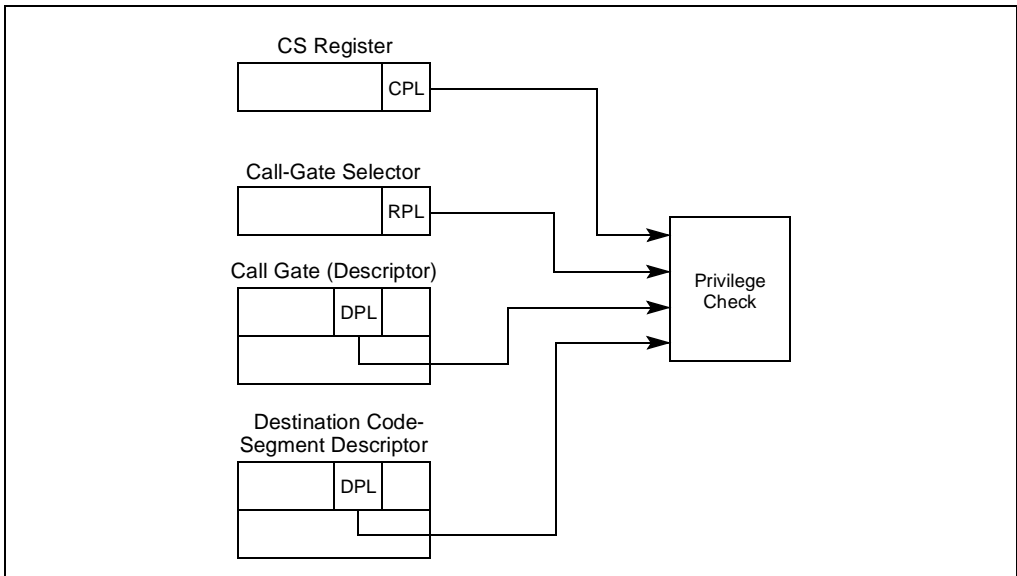 CS Register
CPL
Call-Gate Selector
RPL
Call Gate (Descriptor)
DPL
Privilege
Check
Destination Code-
Segment Descriptor
DPL